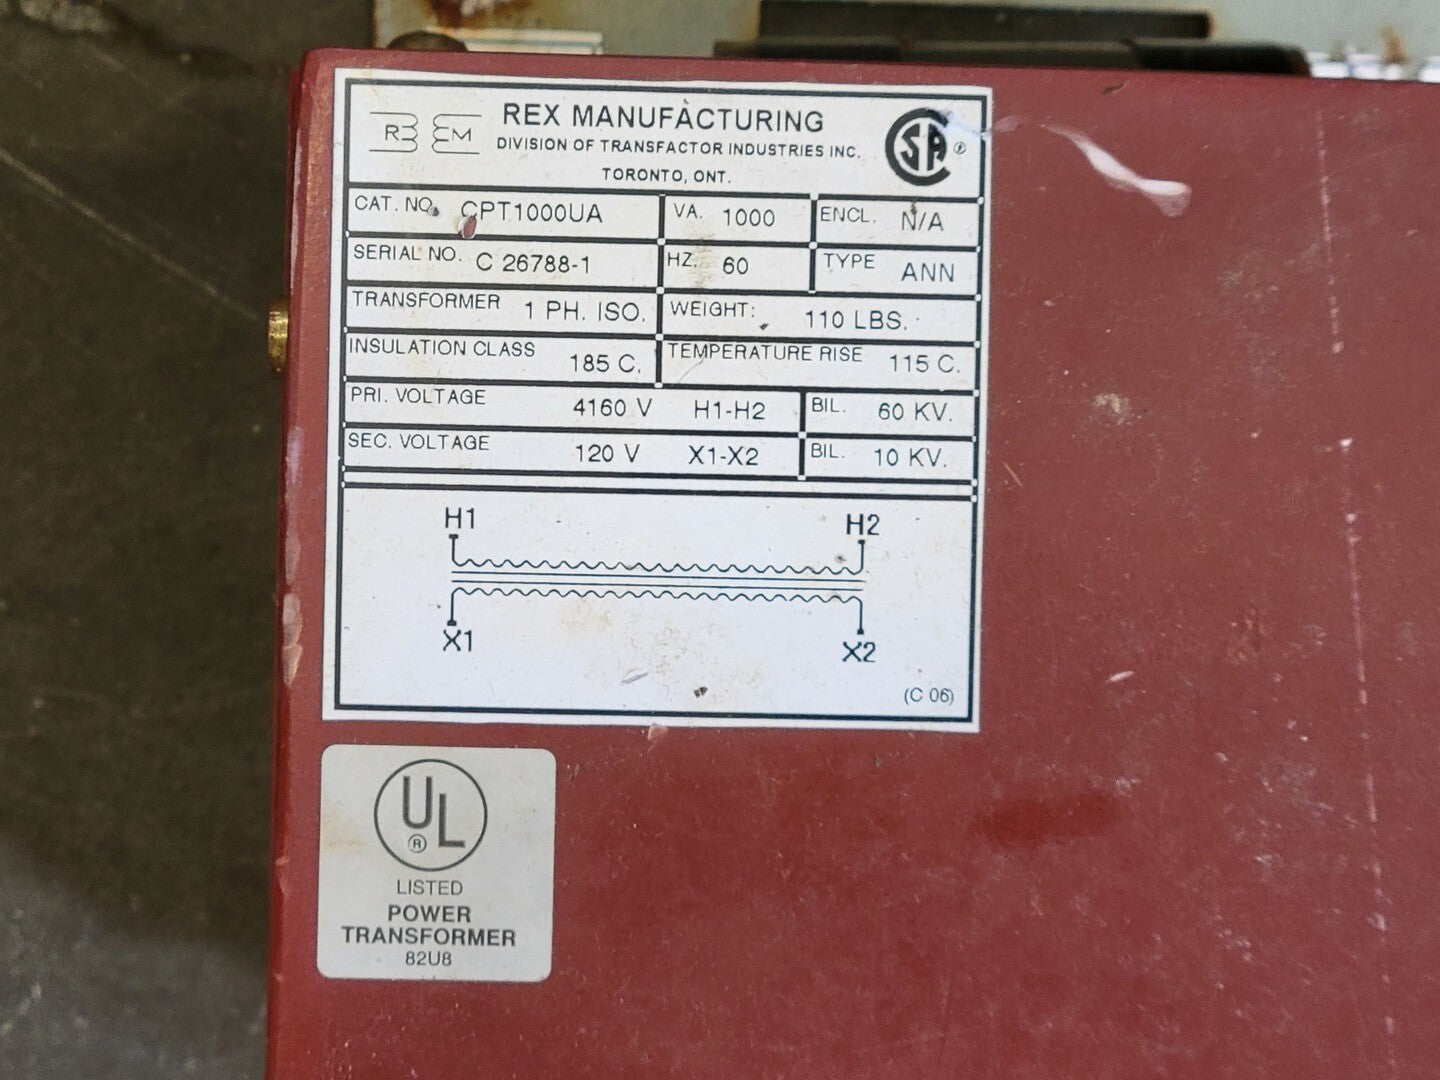 REX MANUFACTURING
DIVISION OF TRANSFACTOR INDUSTRIES INC.
TORONTO, ONT.
R EM
CSA ®
CAT. NO. CPT1000UA VA. 1000 ENCL. N/A
SERIAL NO. C 26788-1 HZ. 60 TYPE ANN
TRANSFORMER 1 PH. ISO. WEIGHT: 110 LBS.
INSULATION CLASS 185 C. TEMPERATURE RISE 115 C.
PRI. VOLTAGE 4160 V H1-H2 BIL. 60 KV.
SEC. VOLTAGE 120 V X1-X2 BIL. 10 KV.
H1 H2
X1 X2
(C 06)
UL ®
LISTED
POWER
TRANSFORMER
82U8